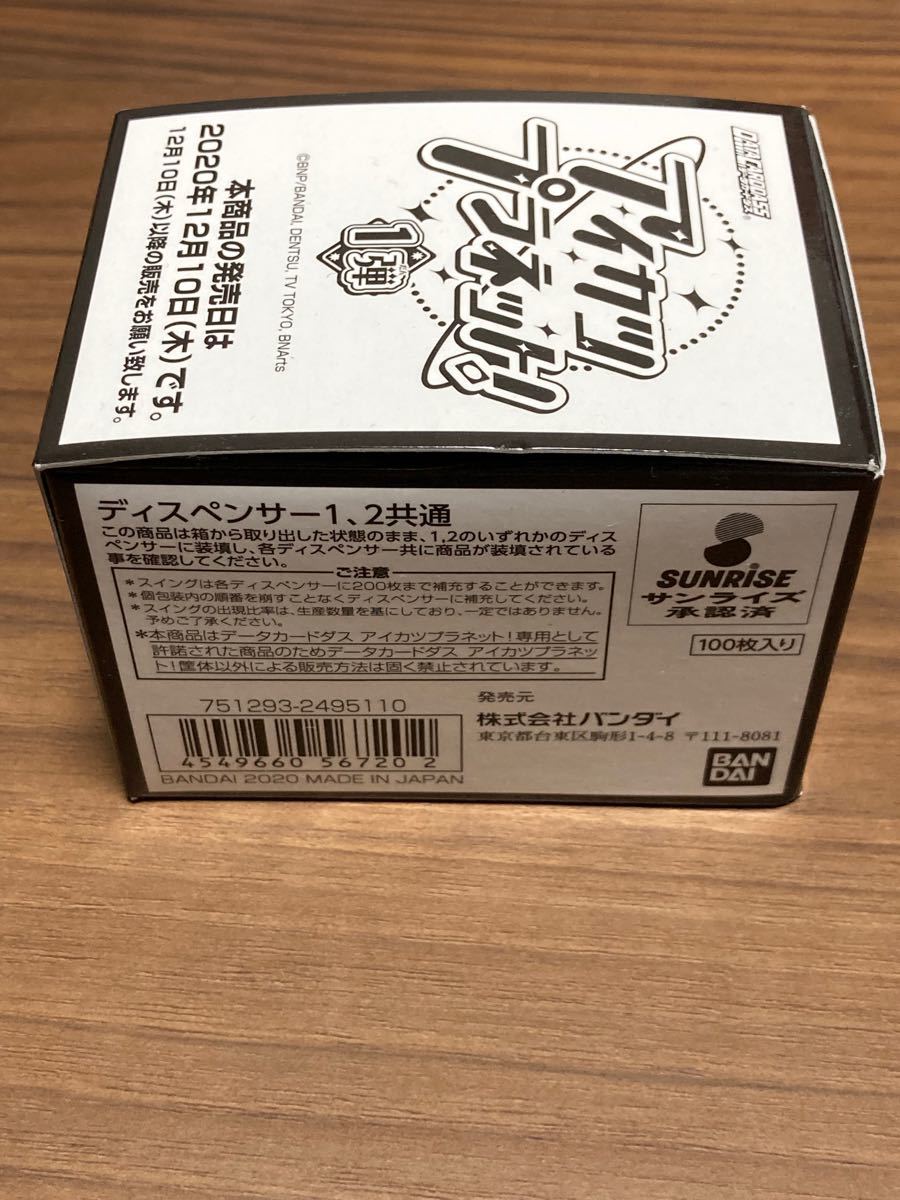 DATA CARDDASS
アイカツ
プラネット!
1弾
©BNP/BANDAI, DENTSU, TV TOKYO, BNArts
本商品の発売日は
2020年12月10日(木)です。
12月10日(木)以降の販売をお願い致します。
ディスペンサー1、2共通
この商品は箱から取り出した状態のまま、1,2のいずれかのディス
ペンサーに装填し、各ディスペンサー共に商品が装填されている
事を確認してください。
ご注意
*スイングは各ディスペンサーに200枚まで補充することができます。
*個包装内の順番を崩すことなくディスペンサーに補充してください。
*スイングの出現比率は、生産数量を基にしており、一定ではありません。
予めご了承ください。
*本商品はデータカードダス アイカツプラネット!専用として
許諾された商品のためデータカードダス アイカツプラネッ
ト!筐体以外による販売方法は固く禁止されています。
SUNRISE
サンライズ
承認済
100枚入り
751293-2495110
4549660 567202
BANDAI 2020 MADE IN JAPAN
発売元
株式会社バンダイ
東京都台東区駒形1-4-8 〒111-8081
BAN
DAI